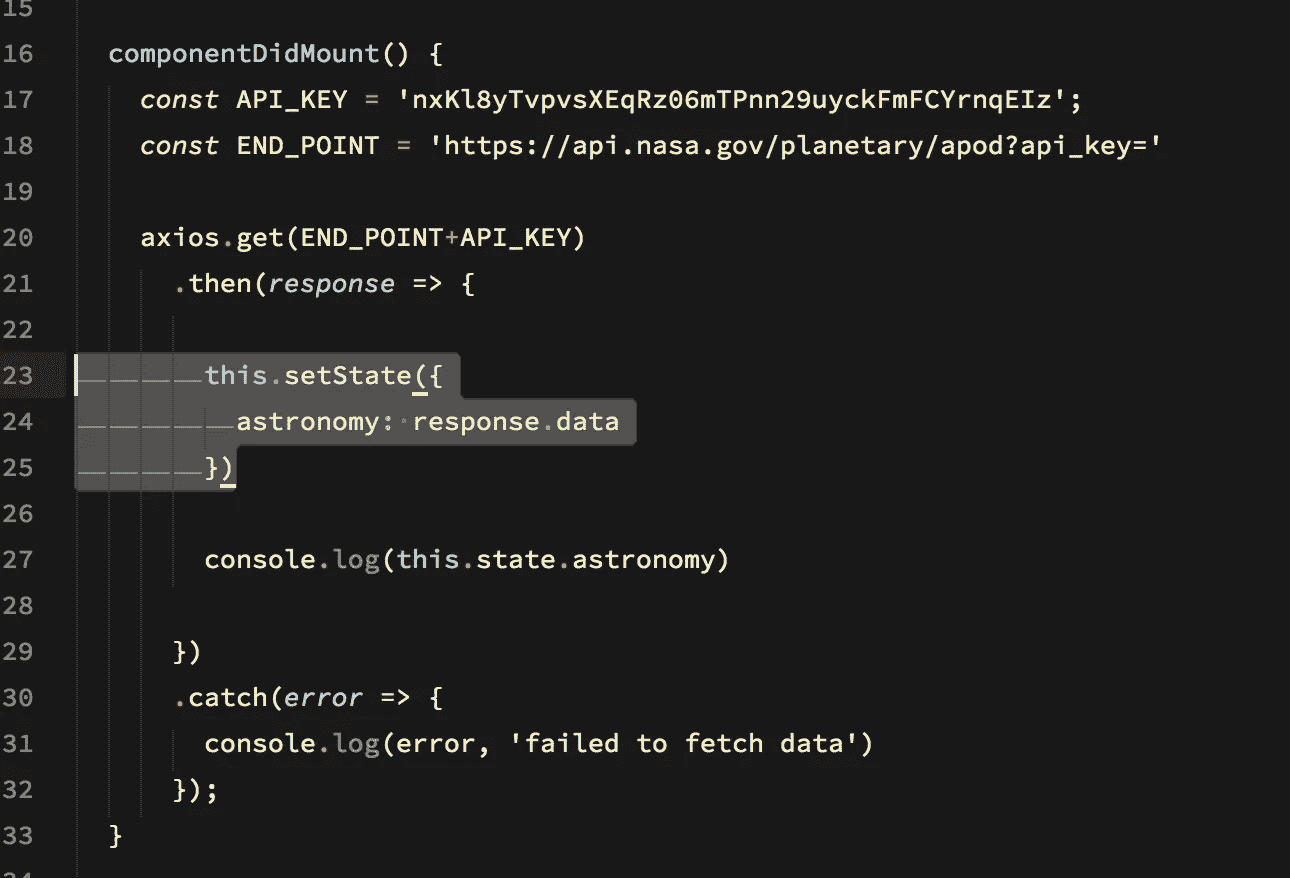 15
16 componentDidMount() {
17 const API_KEY = 'nxKl8yTvpvsXEqRz06mTPnn29uyckFmFCYrnqEIz';
18 const END_POINT = 'https://api.nasa.gov/planetary/apod?api_key='
19
20 axios.get(END_POINT+API_KEY)
21 .then(response => {
22
23 this.setState({
24 astronomy: response.data
25 })
26
27 console.log(this.state.astronomy)
28
29 })
30 .catch(error => {
31 console.log(error, 'failed to fetch data')
32 });
33 }